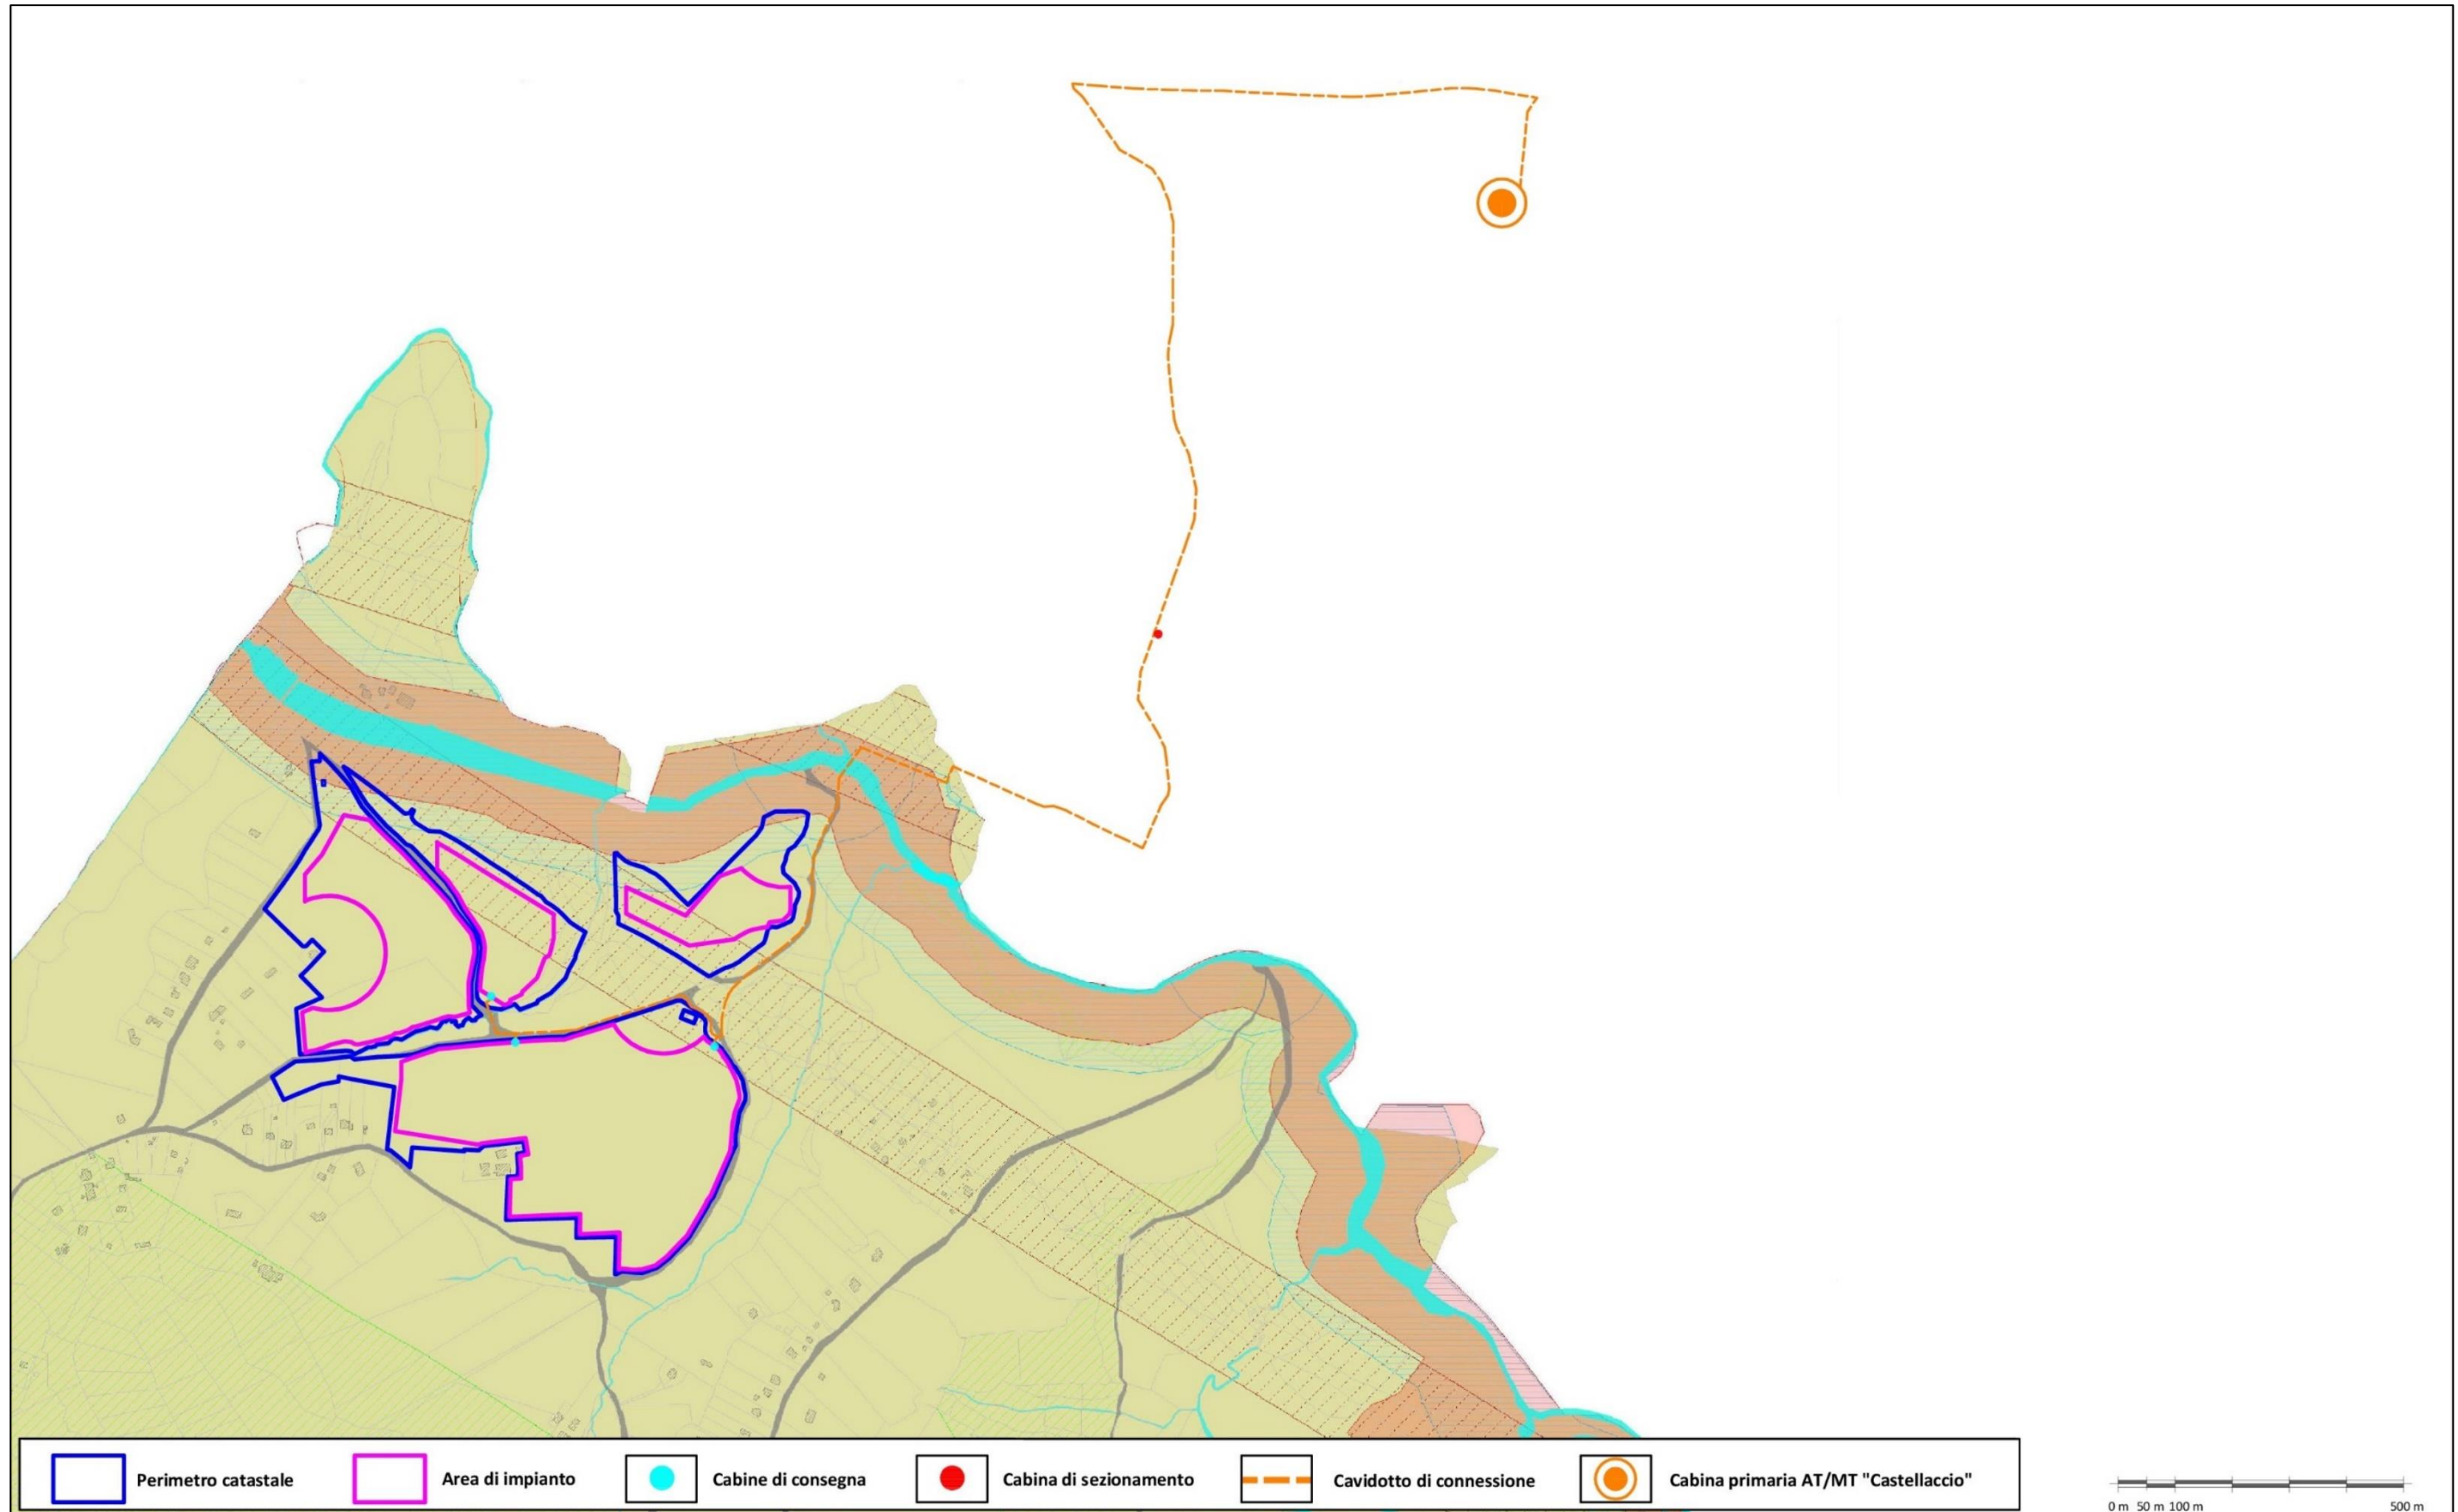 Perimetro catastale
Area di impianto
Cabine di consegna
Cabina di sezionamento
Cavidotto di connessione
Cabina primaria AT/MT "Castellaccio"
0 m 50 m 100 m 500 m